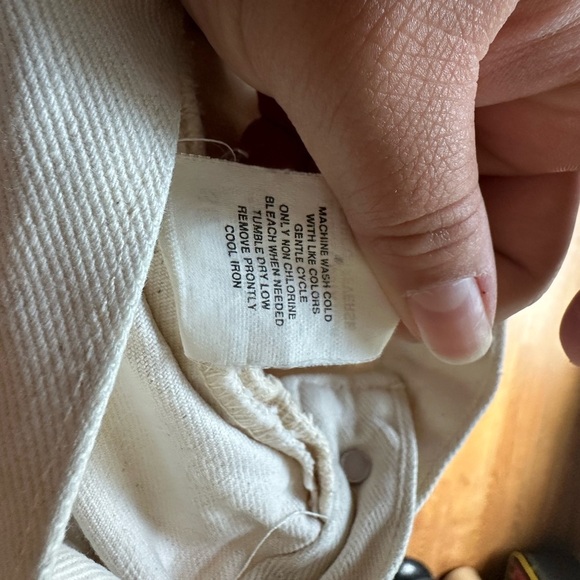 MACHINE WASH COLD
WITH LIKE COLORS
GENTLE CYCLE
ONLY NON CHLORINE
BLEACH WHEN NEEDED
TUMBLE DRY LOW
REMOVE PRONTLY
COOL IRON